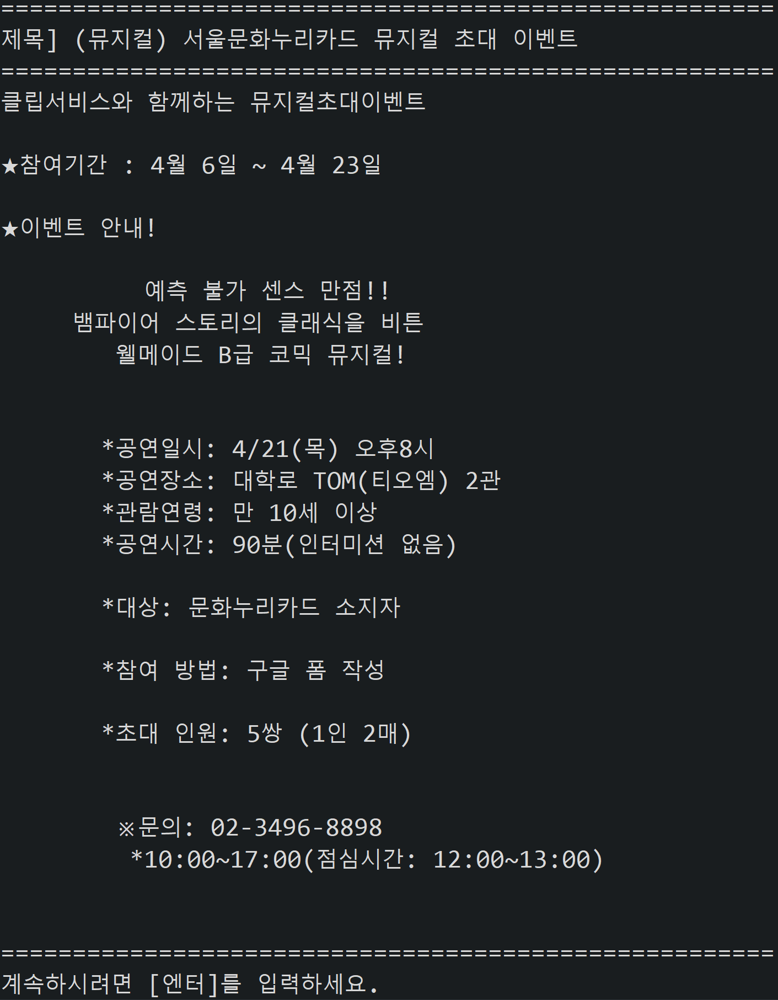 ======================================================
제목] (뮤지컬) 서울문화누리카드 뮤지컬 초대 이벤트
======================================================
클립서비스와 함께하는 뮤지컬초대이벤트
★참여기간 : 4월 6일 ~ 4월 23일
★이벤트 안내!
예측 불가 센스 만점!!
뱀파이어 스토리의 클래식을 비튼
웰메이드 B급 코믹 뮤지컬!
*공연일시: 4/21(목) 오후8시
*공연장소: 대학로 TOM(티오엠) 2관
*관람연령: 만 10세 이상
*공연시간: 90분(인터미션 없음)
*대상: 문화누리카드 소지자
*참여 방법: 구글 폼 작성
*초대 인원: 5쌍 (1인 2매)
※문의: 02-3496-8898
*10:00~17:00(점심시간: 12:00~13:00)
======================================================
계속하시려면 [엔터]를 입력하세요.